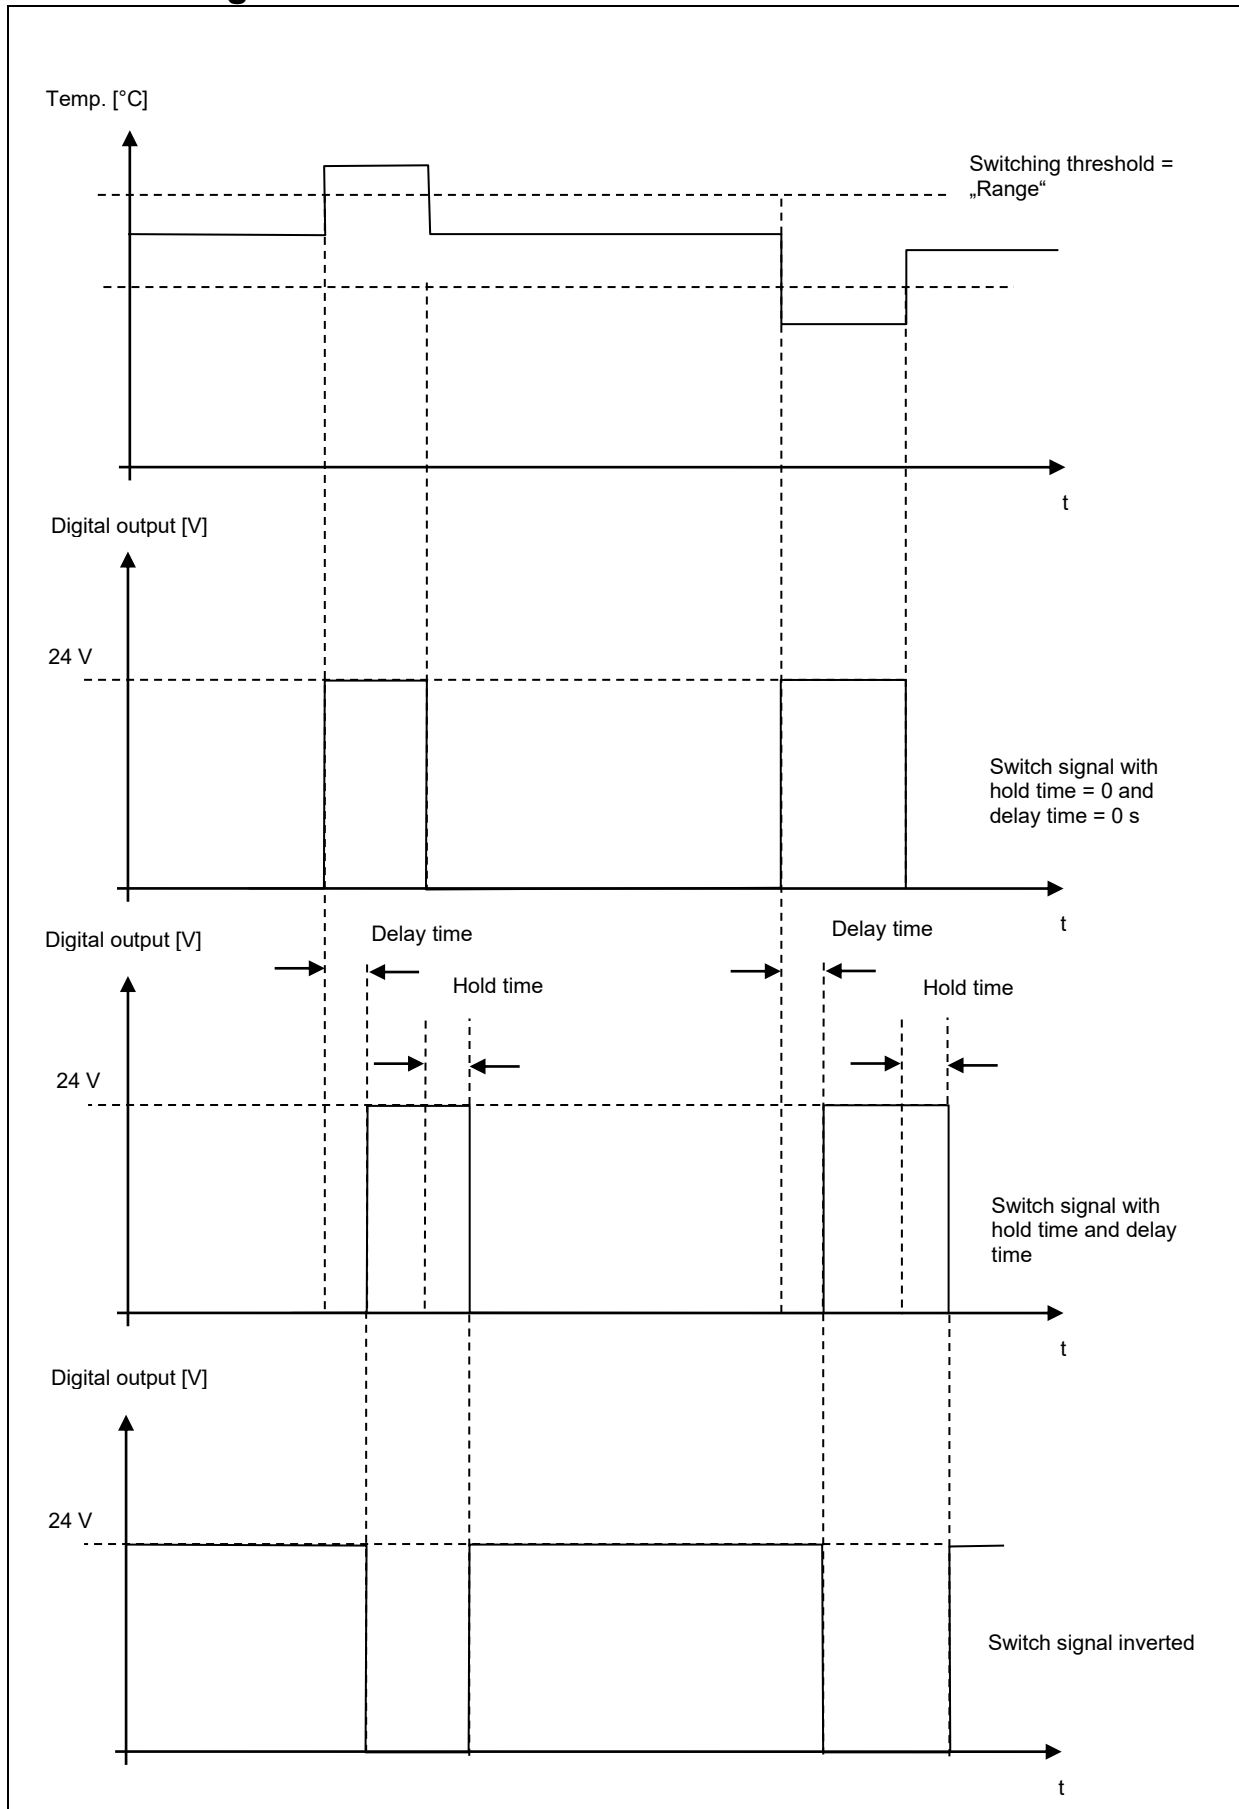 Temp. [°C]
Switching threshold =
„Range“
t
Digital output [V]
24 V
Switch signal with
hold time = 0 and
delay time = 0 s
t
Digital output [V]
Delay time
Delay time
Hold time
Hold time
24 V
Switch signal with
hold time and delay
time
t
Digital output [V]
24 V
Switch signal inverted
t